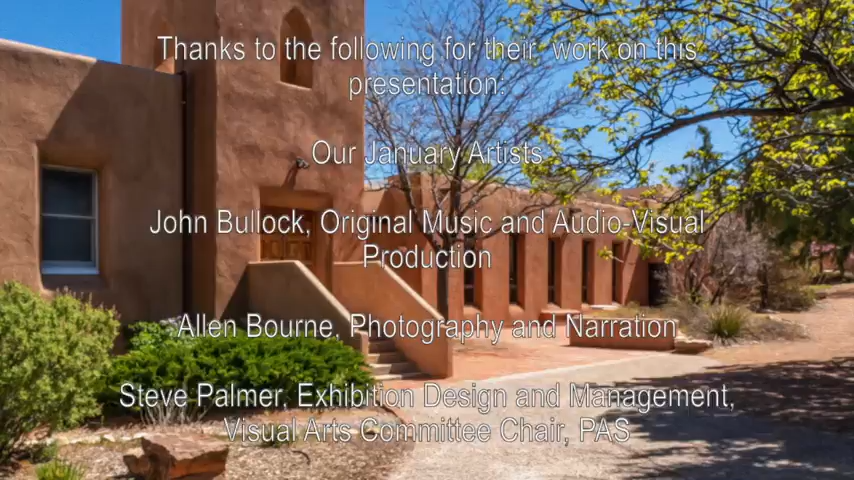 Thanks to the following for their  work on this
presentation:
Our January Artists
John Bullock, Original Music and Audio-Visual
Production
Allen Bourne, Photography and Narration
Steve Palmer, Exhibition Design and Management,
Visual Arts Committee Chair, PAS